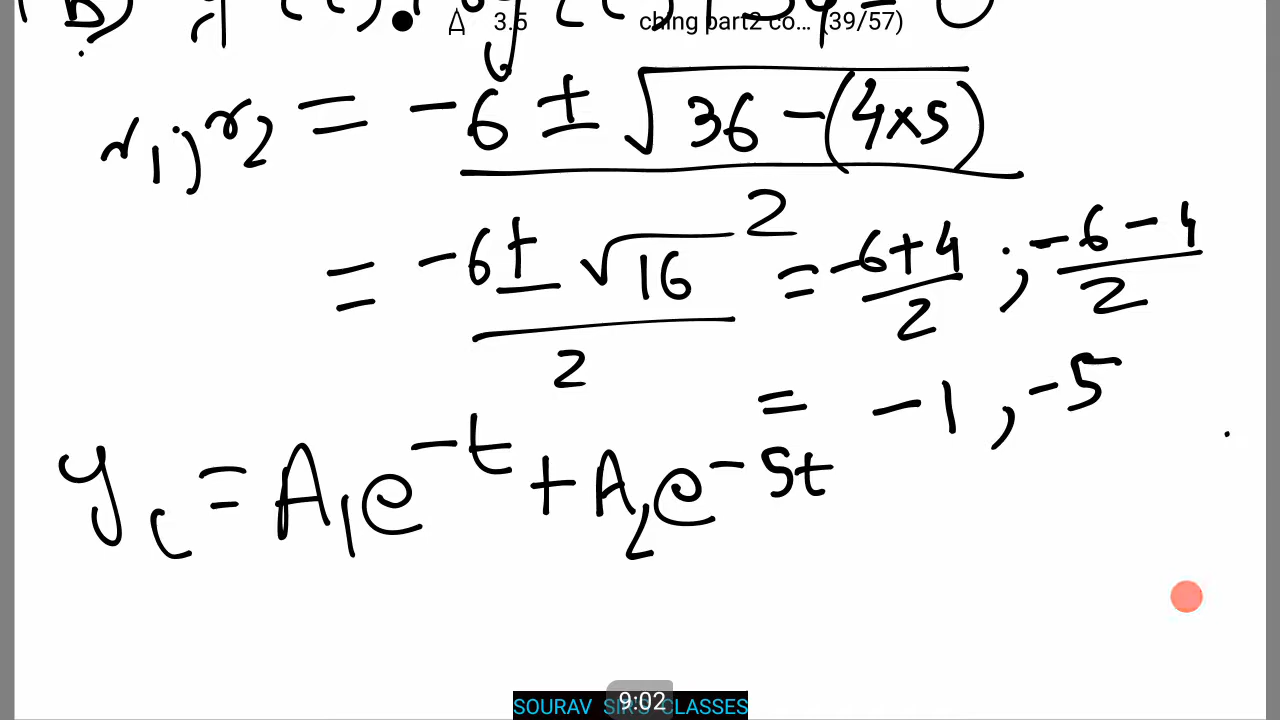 3.5 ching part2 co... (39/57)
r1, r2 = -6 ± √36 - (4×5) / 2
= -6 ± √16 / 2 = -6+4 / 2 ; -6-4 / 2
= -1, -5
yc = A1e^-t + A2e^-5t
9:02
SOURAV SIR'S CLASSES